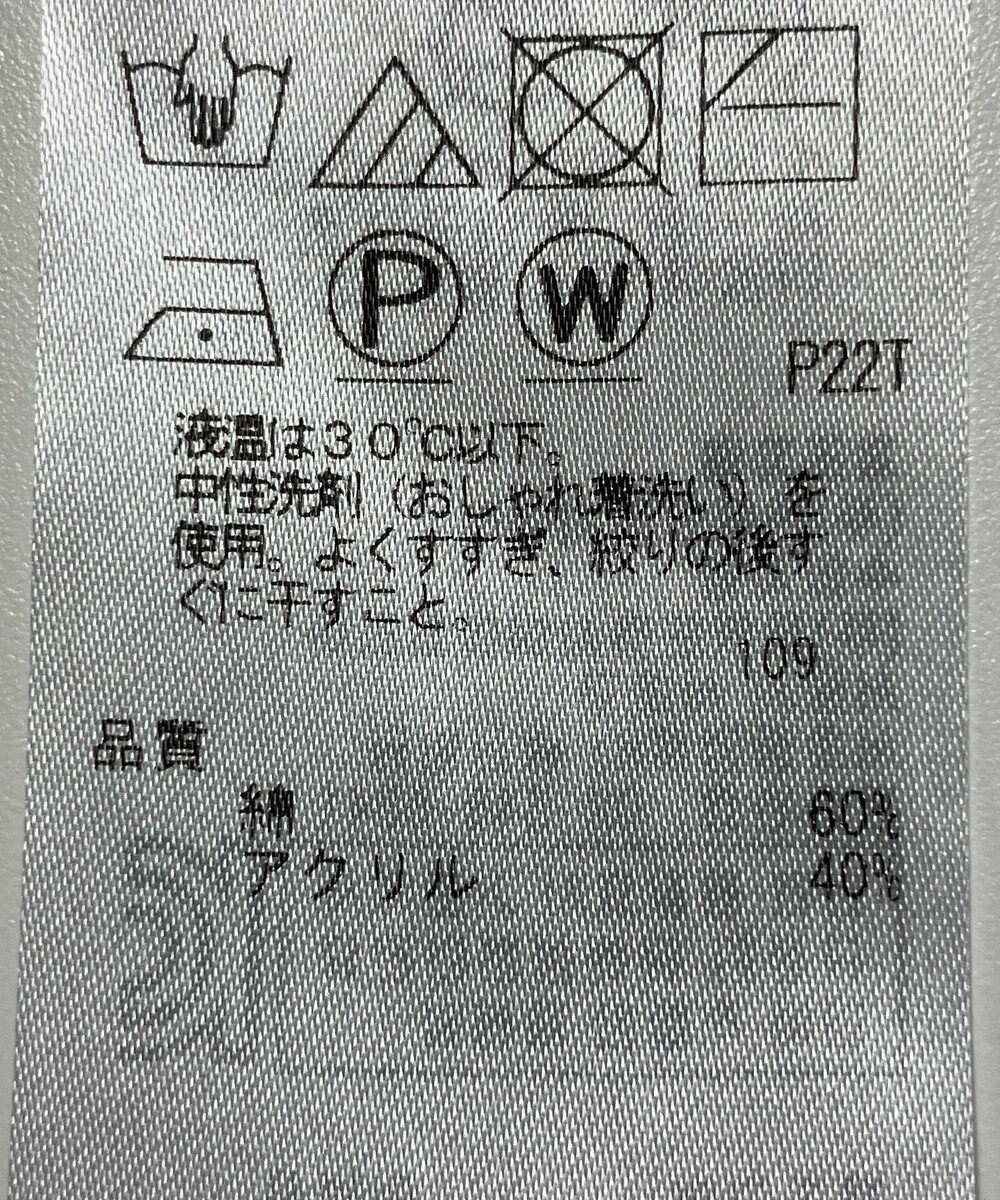 P
W
P22T
液温は30℃以下。
中性洗剤（おしゃれ着洗い）を
使用。よくすすぎ、絞りの後す
ぐに干すこと。
109
品質
綿 60%
アクリル 40%